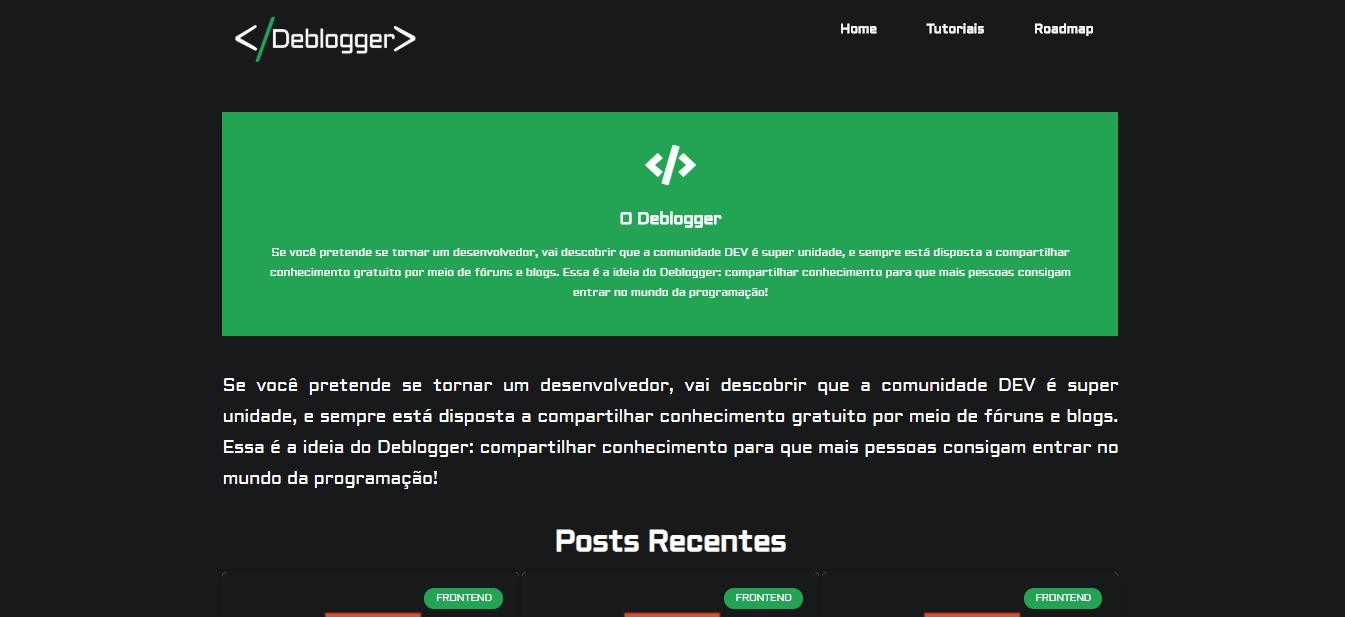 </Deblogger>
Home Tutoriais Roadmap
</>
O Deblogger
Se você pretende se tornar um desenvolvedor, vai descobrir que a comunidade DEV é super unidade, e sempre está disposta a compartilhar
conhecimento gratuito por meio de fóruns e blogs. Essa é a ideia do Deblogger: compartilhar conhecimento para que mais pessoas consigam
entrar no mundo da programação!
Se você pretende se tornar um desenvolvedor, vai descobrir que a comunidade DEV é super
unidade, e sempre está disposta a compartilhar conhecimento gratuito por meio de fóruns e blogs.
Essa é a ideia do Deblogger: compartilhar conhecimento para que mais pessoas consigam entrar no
mundo da programação!
Posts Recentes
FRONTEND FRONTEND FRONTEND